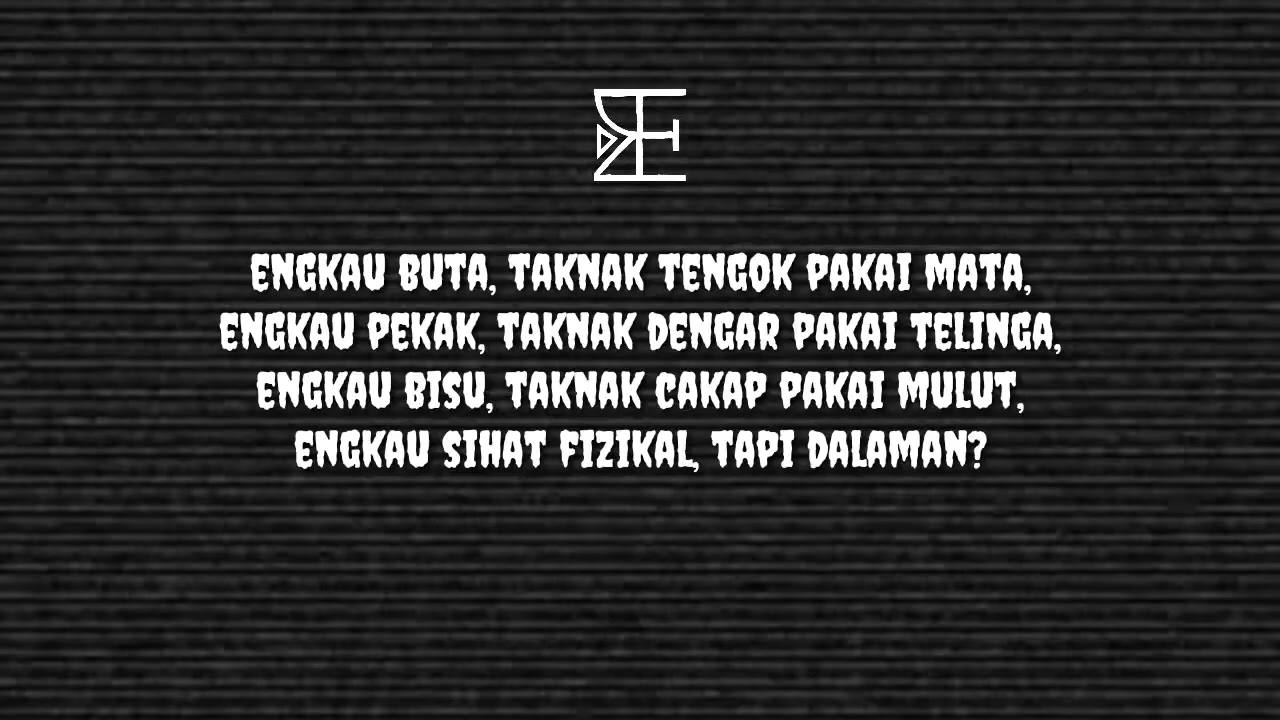 ENGKAU BUTA, TAKNAK TENGOK PAKAI MATA,
ENGKAU PEKAK, TAKNAK DENGAR PAKAI TELINGA,
ENGKAU BISU, TAKNAK CAKAP PAKAI MULUT,
ENGKAU SIHAT FIZIKAL, TAPI DALAMAN?